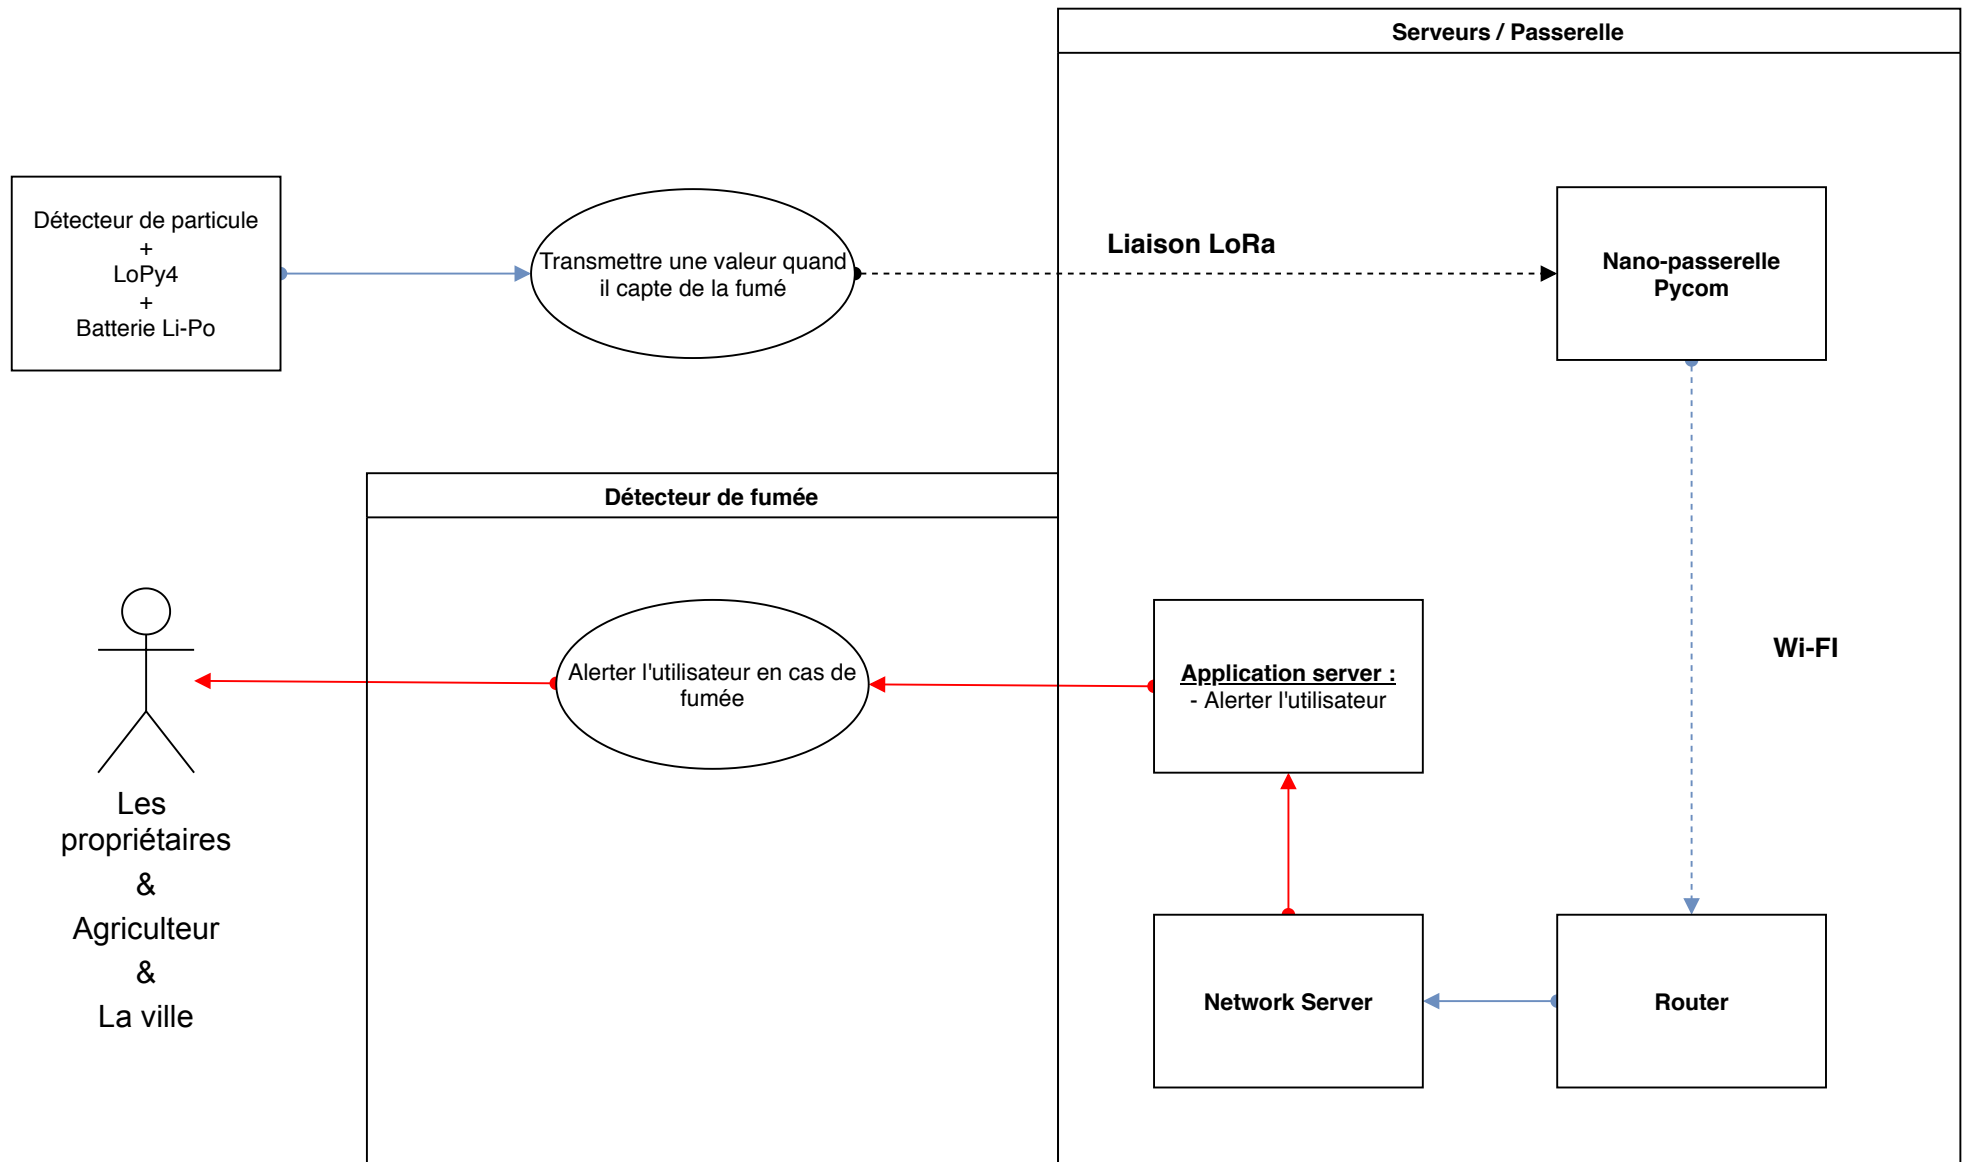 Serveurs / Passerelle
Détecteur de particule
+
LoPy4
+
Batterie Li-Po
Transmettre une valeur quand
il capte de la fumé
Liaison LoRa
Nano-passerelle
Pycom
Détecteur de fumée
Wi-FI
Alerter l'utilisateur en cas de
fumée
Application server :
- Alerter l'utilisateur
Les
propriétaires
&
Agriculteur
&
La ville
Network Server
Router